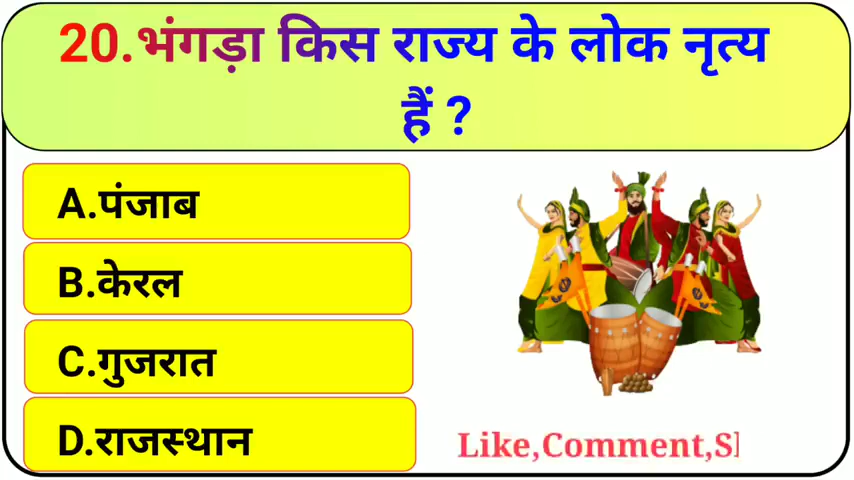 20.भंगड़ा किस राज्य के लोक नृत्य
हैं ?
A.पंजाब
B.केरल
C.गुजरात
D.राजस्थान
Like,Comment,